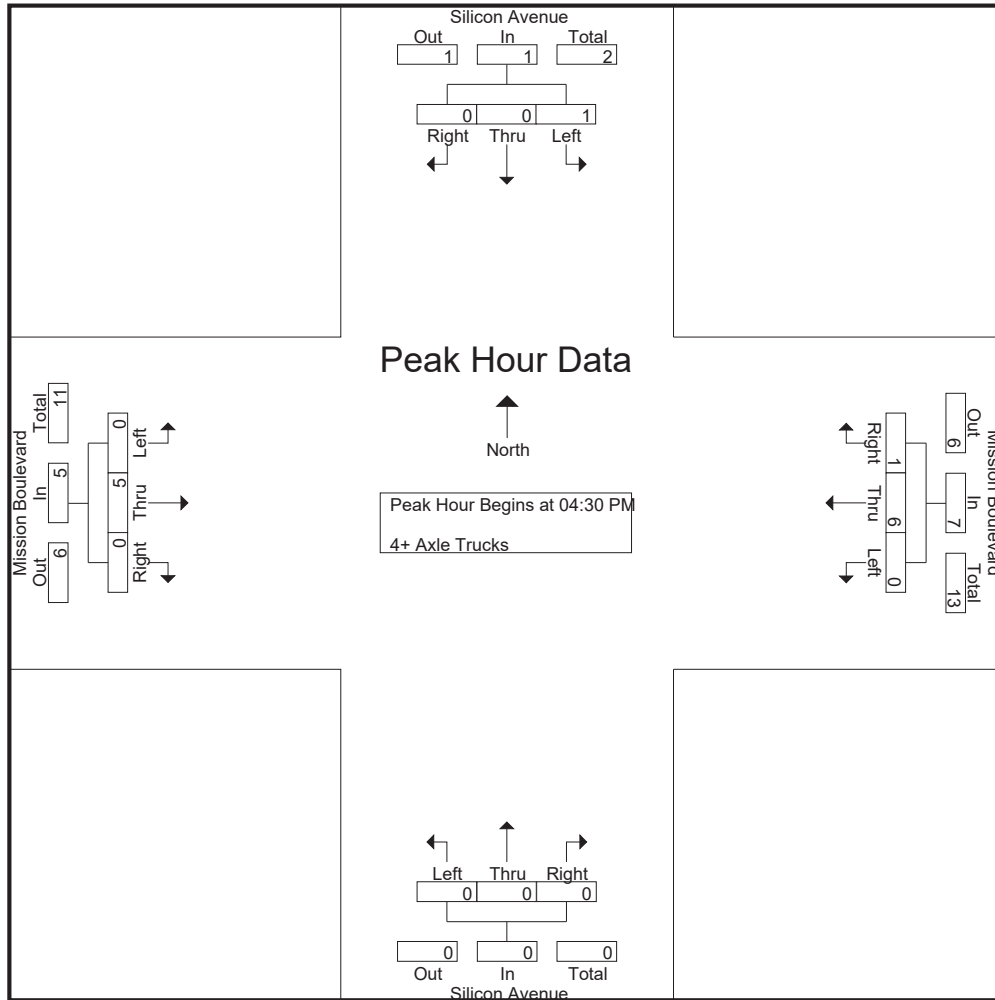 Silicon Avenue
Out In Total
1 1 2
0 0 1
Right Thru Left
Peak Hour Data
North
Peak Hour Begins at 04:30 PM
4+ Axle Trucks
Mission Boulevard
Out In Total
6 5 11
Left Thru Right
0 5 0
Right Thru Left
1 6 0
Out In Total
6 7 13
Mission Boulevard
Left Thru Right
0 0 0
0 0 0
Out In Total
Silicon Avenue